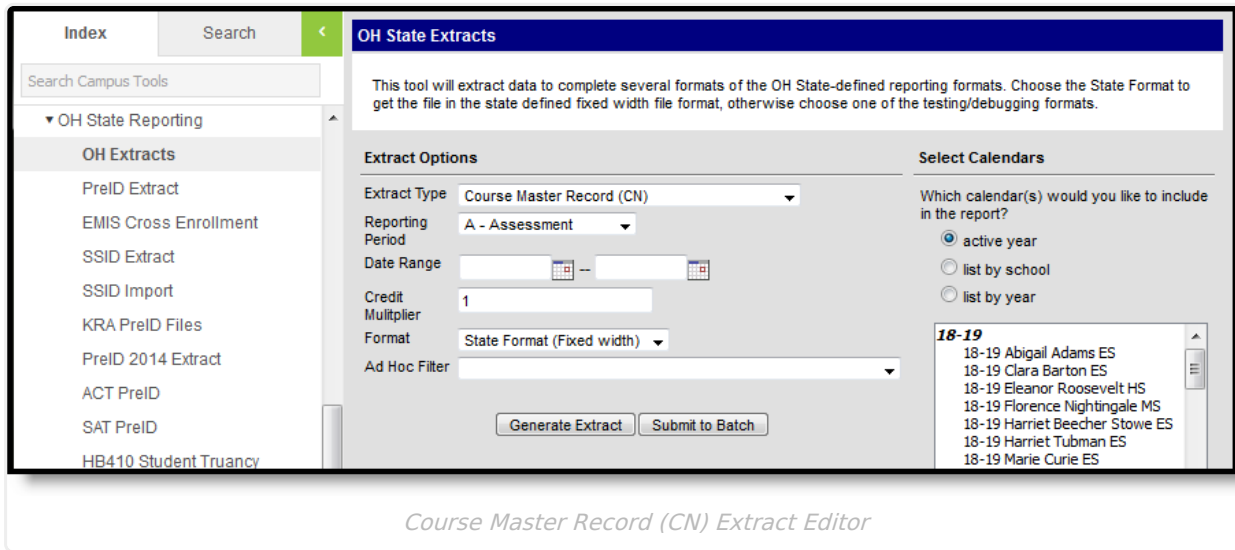 Index
Search
Search Campus Tools
▾ OH State Reporting
OH Extracts
PreID Extract
EMIS Cross Enrollment
SSID Extract
SSID Import
KRA PreID Files
PreID 2014 Extract
ACT PreID
SAT PreID
HB410 Student Truancy
OH State Extracts
This tool will extract data to complete several formats of the OH State-defined reporting formats. Choose the State Format to
get the file in the state defined fixed width file format, otherwise choose one of the testing/debugging formats.
Extract Options
Extract Type Course Master Record (CN)
Reporting
Period
A - Assessment
Date Range
--
Credit
Mulitplier
1
Format State Format (Fixed width)
Ad Hoc Filter
Generate Extract
Submit to Batch
Select Calendars
Which calendar(s) would you like to include
in the report?
active year
list by school
list by year
18-19
18-19 Abigail Adams ES
18-19 Clara Barton ES
18-19 Eleanor Roosevelt HS
18-19 Florence Nightingale MS
18-19 Harriet Beecher Stowe ES
18-19 Harriet Tubman ES
18-19 Marie Curie ES
Course Master Record (CN) Extract Editor